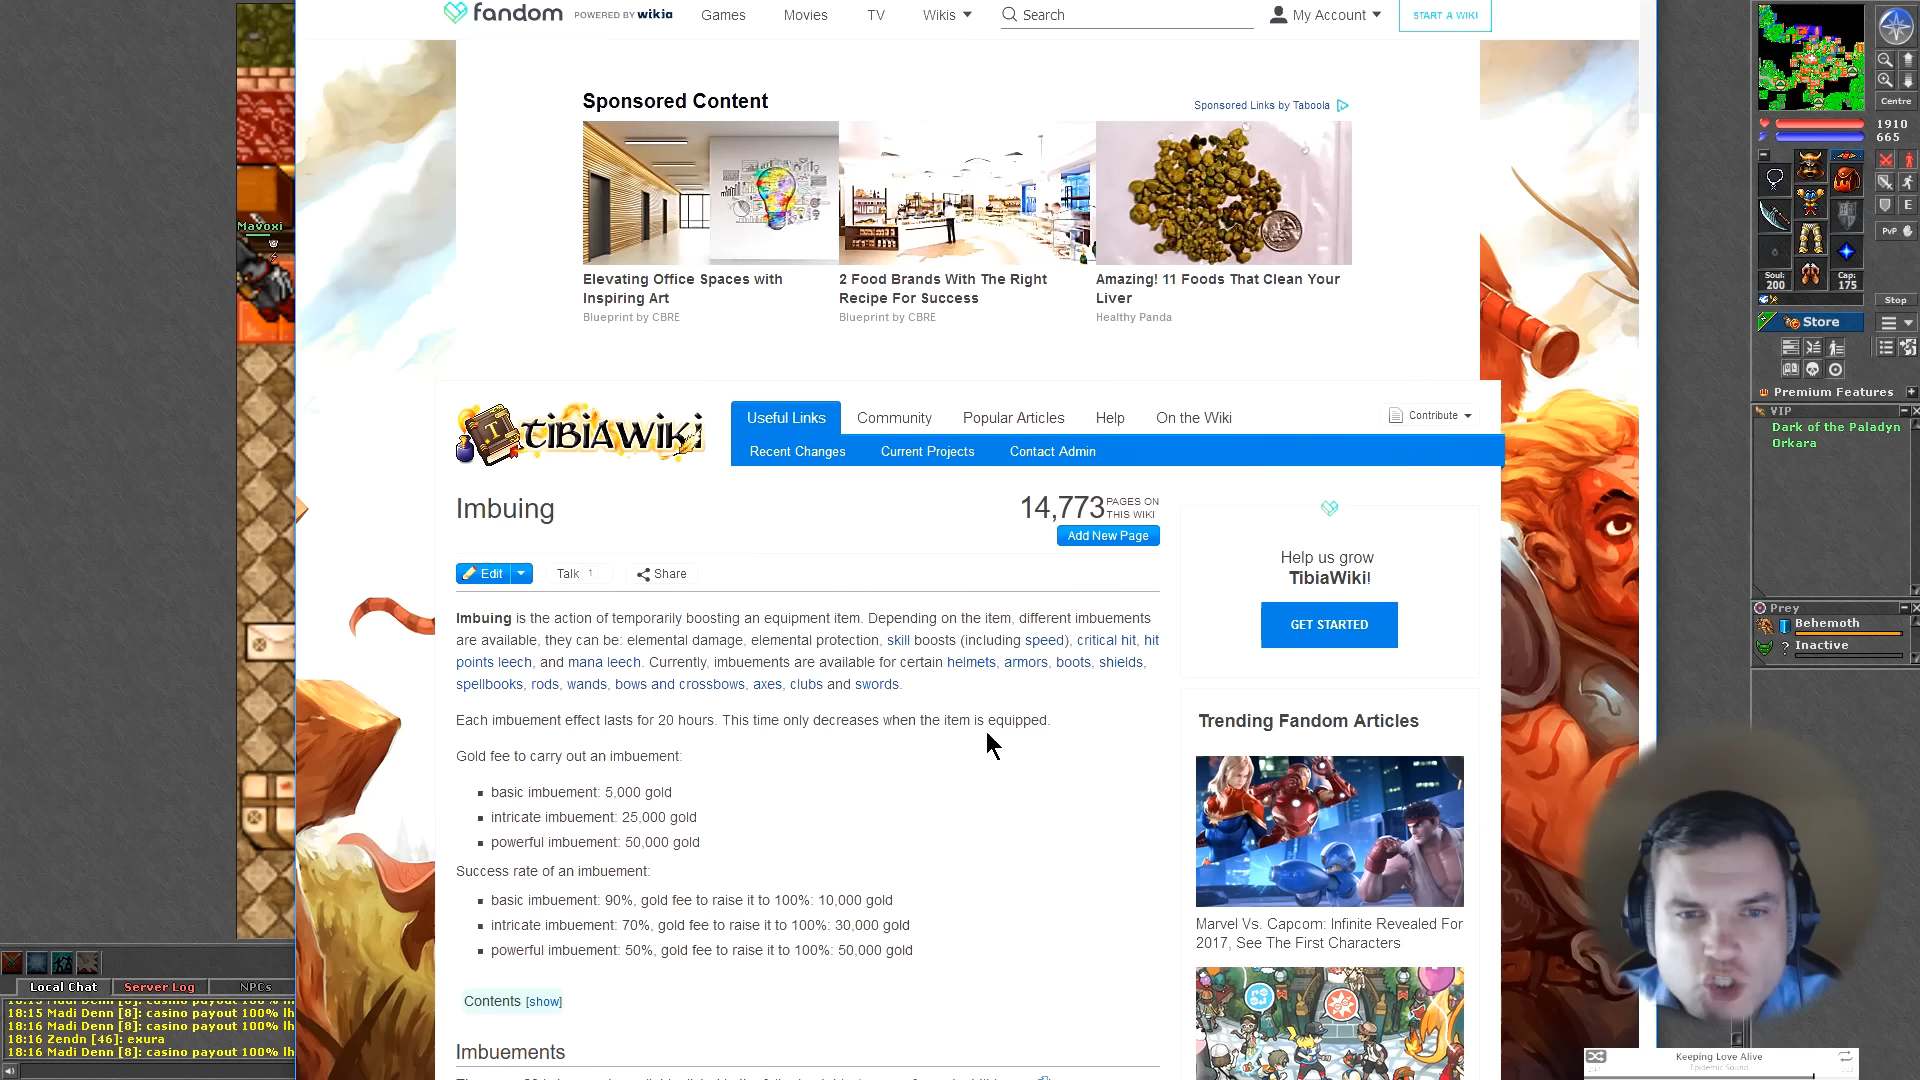 fandom POWERED BY wikia Games Movies TV Wikis Search My Account START A WIKI
Sponsored Content
Sponsored Links by Taboola
Elevating Office Spaces with
Inspiring Art
Blueprint by CBRE
2 Food Brands With The Right
Recipe For Success
Blueprint by CBRE
Amazing! 11 Foods That Clean Your
Liver
Healthy Panda
TIBIAWIKI
Useful Links Community Popular Articles Help On the Wiki Contribute
Recent Changes Current Projects Contact Admin
Imbuing
14,773 PAGES ON
THIS WIKI
Add New Page
Edit Talk 1 Share
Imbuing is the action of temporarily boosting an equipment item. Depending on the item, different imbuements
are available, they can be: elemental damage, elemental protection, skill boosts (including speed), critical hit, hit
points leech, and mana leech. Currently, imbuements are available for certain helmets, armors, boots, shields,
spellbooks, rods, wands, bows and crossbows, axes, clubs and swords.
Each imbuement effect lasts for 20 hours. This time only decreases when the item is equipped.
Gold fee to carry out an imbuement:
basic imbuement: 5,000 gold
intricate imbuement: 25,000 gold
powerful imbuement: 50,000 gold
Success rate of an imbuement:
basic imbuement: 90%, gold fee to raise it to 100%: 10,000 gold
intricate imbuement: 70%, gold fee to raise it to 100%: 30,000 gold
powerful imbuement: 50%, gold fee to raise it to 100%: 50,000 gold
Contents [show]
Imbuements
Help us grow
TibiaWiki!
GET STARTED
Trending Fandom Articles
Marvel Vs. Capcom: Infinite Revealed For
2017, See The First Characters
Mavoxi
Local Chat Server Log NPCs
18:15 Madi Denn [8]: casino payout 100% lh
18:16 Madi Denn [8]: casino payout 100% lh
18:16 Zendn [46]: exura
18:16 Madi Denn [8]: casino payout 100% lh
Centre
1910
665
E
PvP
Soul:
200
Cap:
175
Stop
Store
Premium Features
VIP
Dark of the Paladyn
Orkara
Prey
Behemoth
? Inactive
Keeping Love Alive
Epidemic Sound